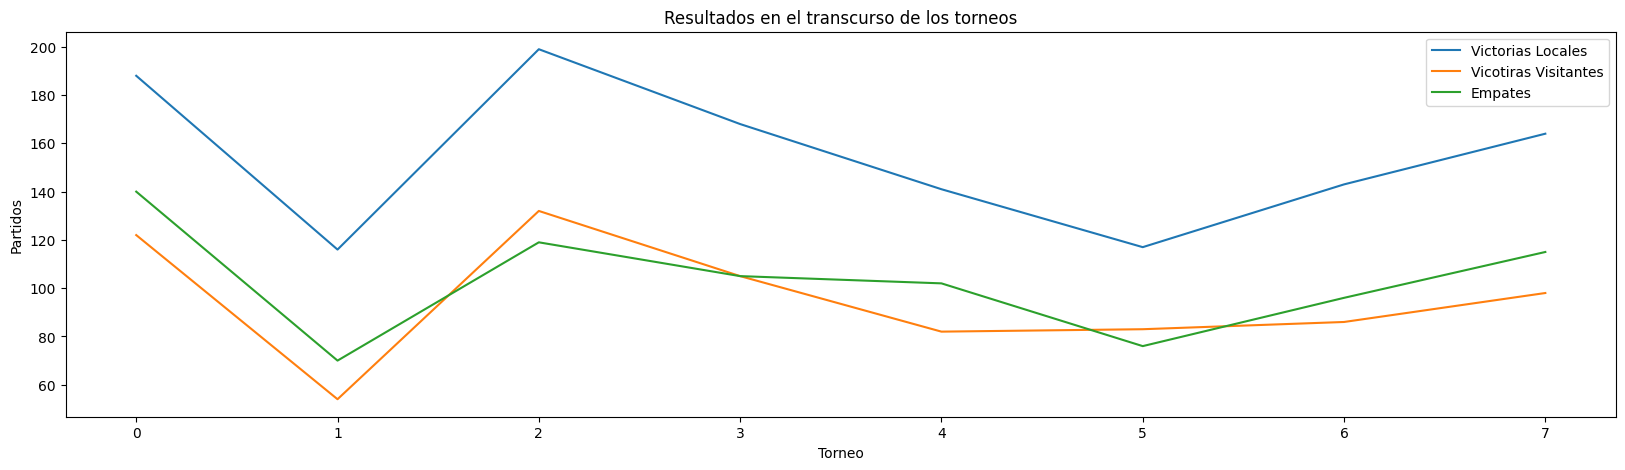 Resultados en el transcurso de los torneos
Victorias Locales
Vicotiras Visitantes
Empates
Partidos
200
180
160
140
120
100
80
60
0 1 2 3 4 5 6 7
Torneo